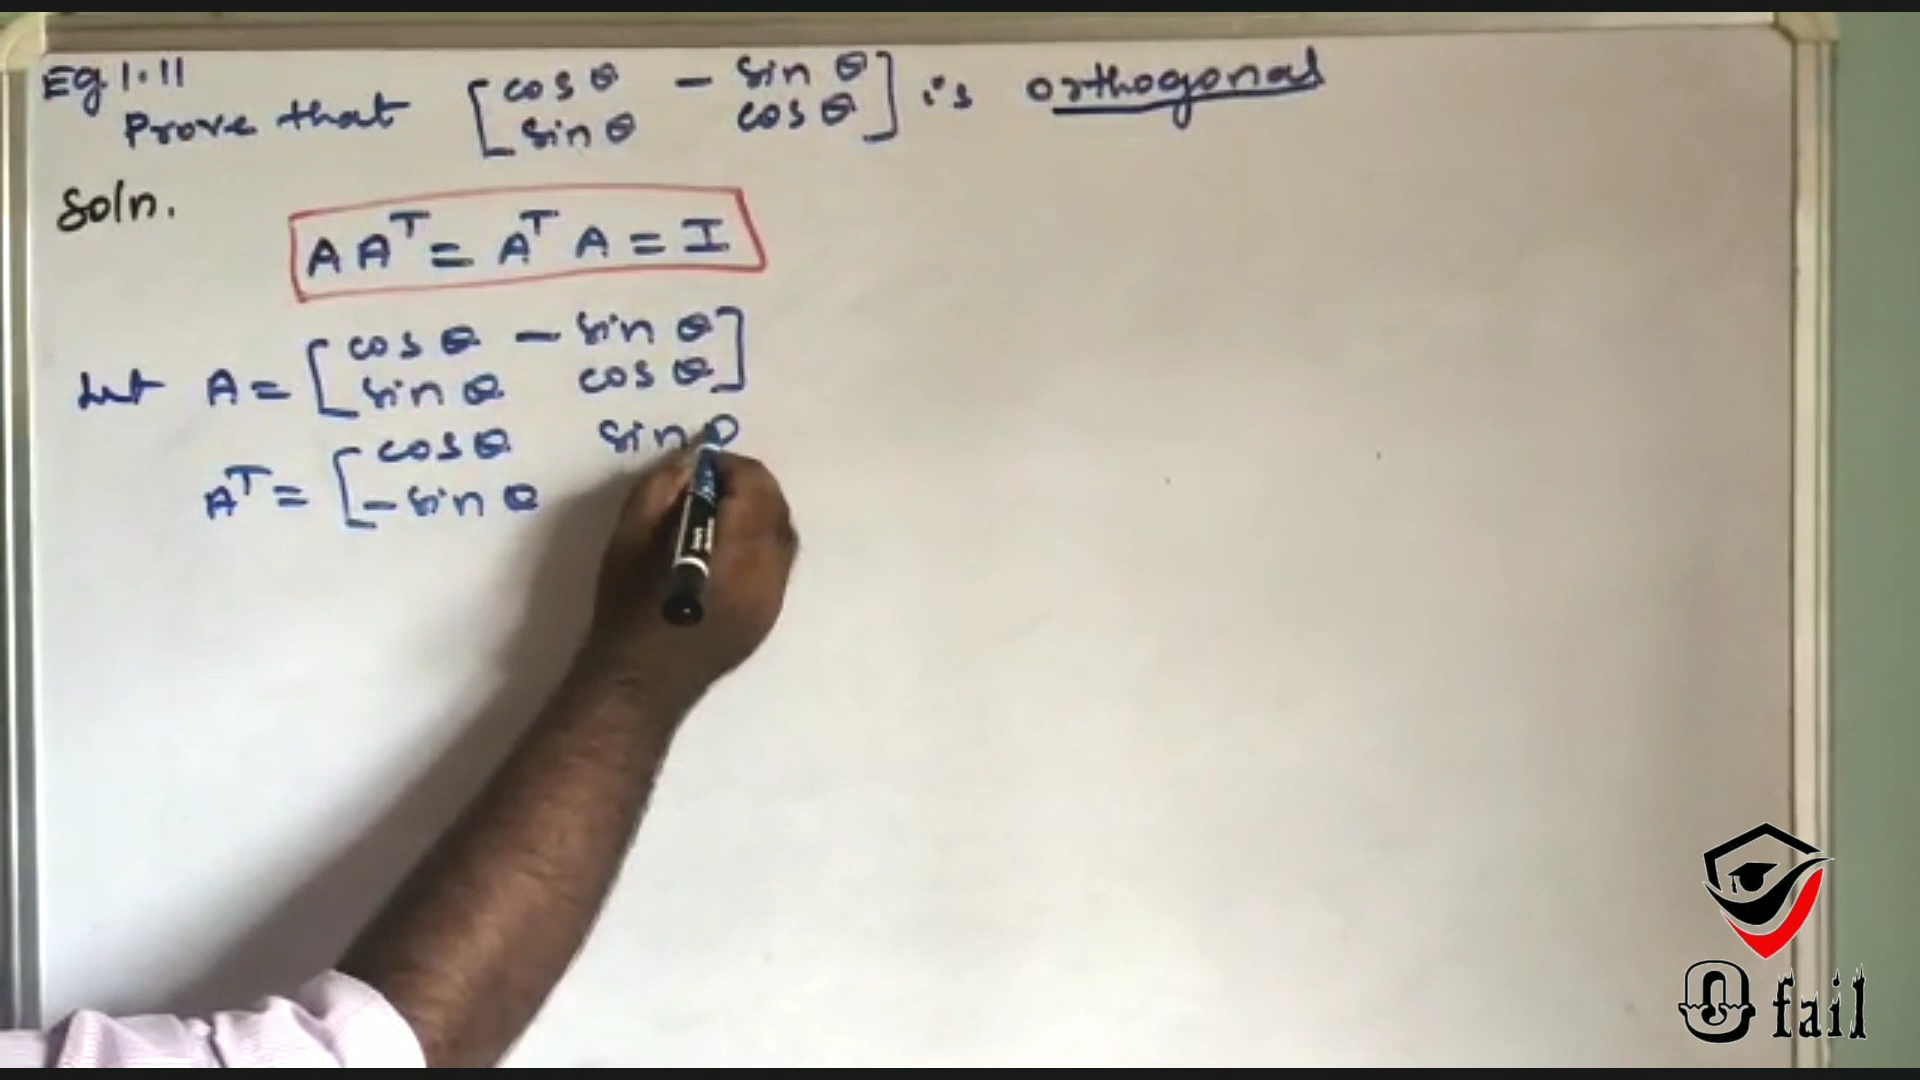 Eg 1.11
Prove that [cos θ - sin θ
sin θ cos θ] is orthogonal
Soln.
A Aᵀ = Aᵀ A = I
Let A = [cos θ - sin θ
sin θ cos θ]
Aᵀ = [cos θ sin θ
- sin θ
0 fail